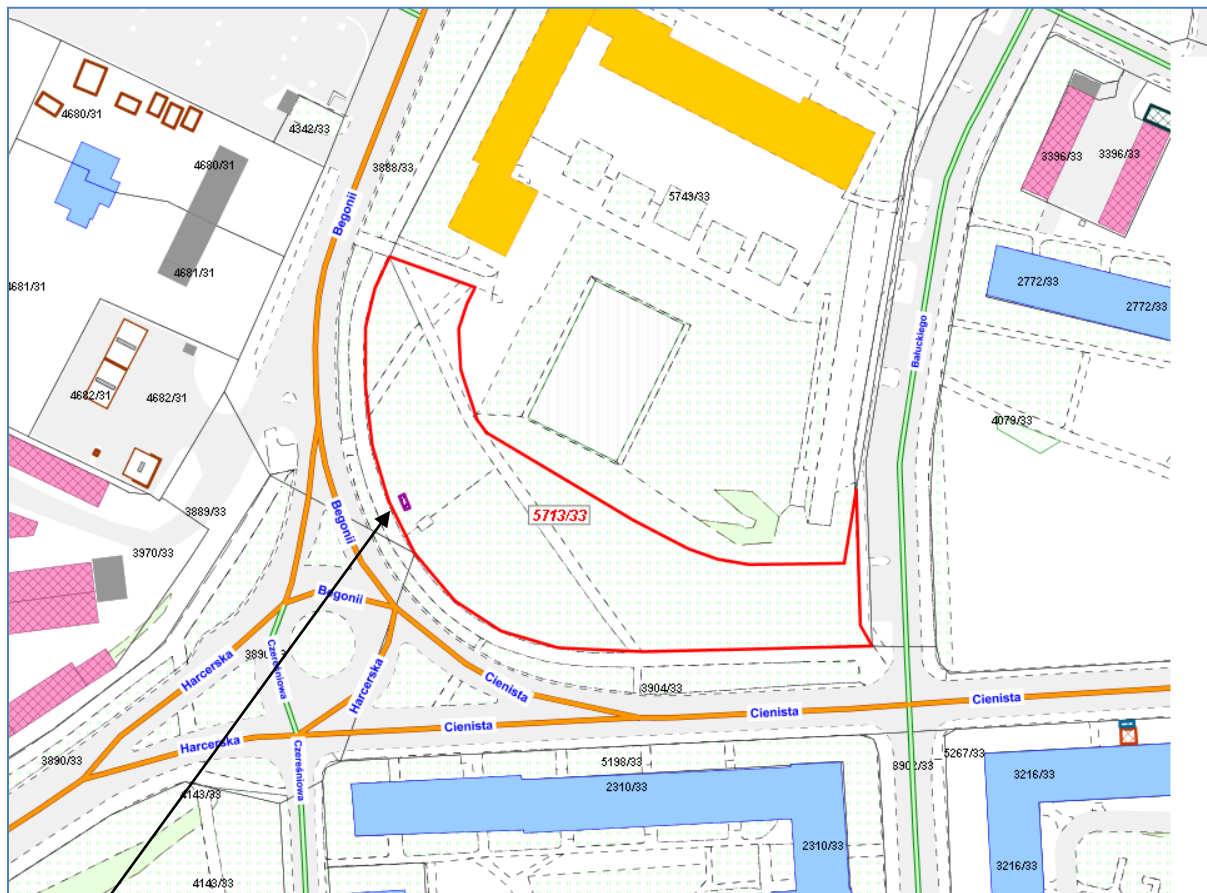 4680/31
4342/33
4680/31
3888/33
3396/33
3396/33
5749/33
Begonii
4681/31
4681/31
2772/33
2772/33
Bałuckiego
4682/31
4682/31
4079/33
3889/33
5713/33
Begonii
3970/33
Begonii
Czereśniowa
Harcerska
Harcerska
Cienista
3904/33
Cienista
Cienista
Cienista
Harcerska
3890/33
Czereśniowa
5198/33
5267/33
2310/33
3216/33
4143/33
2310/33
3216/33
4143/33